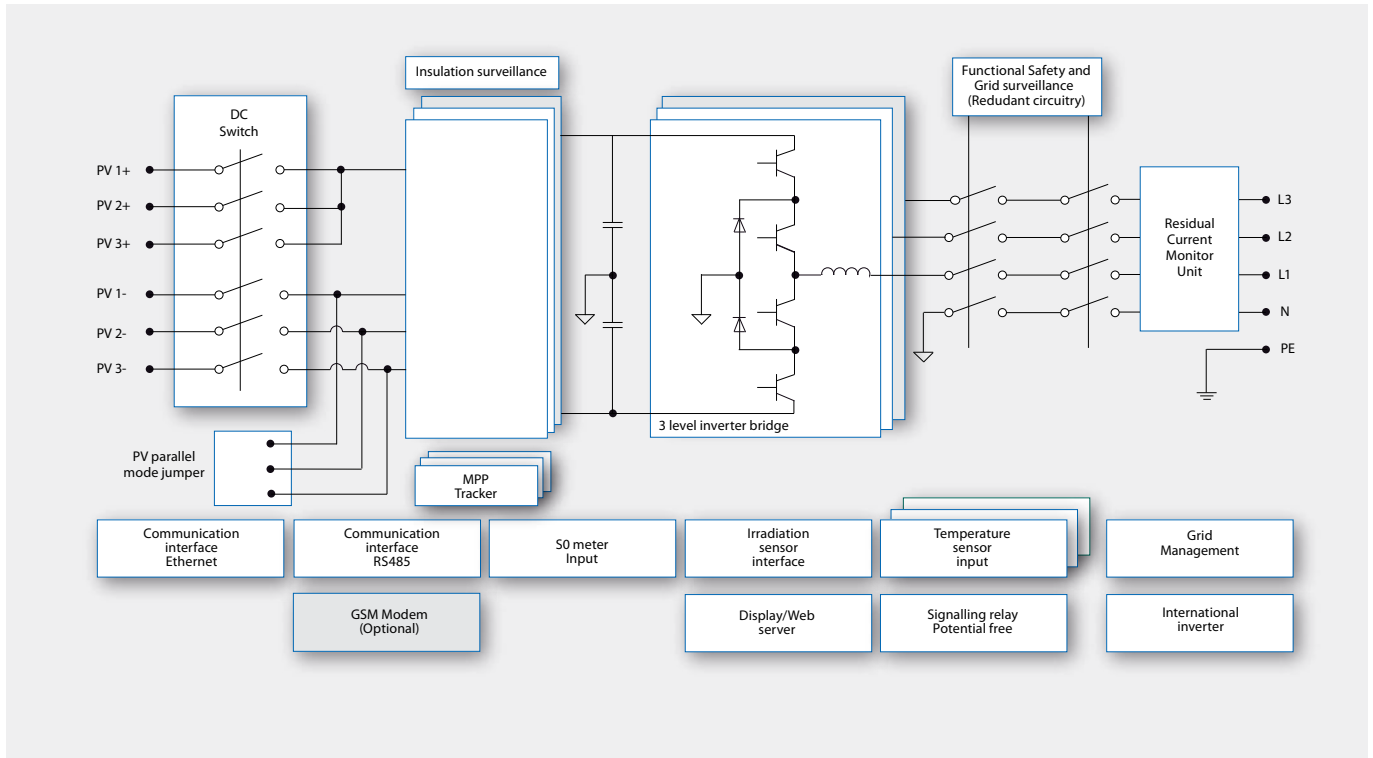 Insulation surveillance
Functional Safety and
Grid surveillance
(Redudant circuitry)
DC
Switch
PV 1+
PV 2+
PV 3+
PV 1-
PV 2-
PV 3-
L3
L2
L1
N
PE
Residual
Current
Monitor
Unit
3 level inverter bridge
PV parallel
mode jumper
MPP
Tracker
Communication
interface
Ethernet
Communication
interface
RS485
S0 meter
Input
Irradiation
sensor
interface
Temperature
sensor
input
Grid
Management
GSM Modem
(Optional)
Display/Web
server
Signalling relay
Potential free
International
inverter